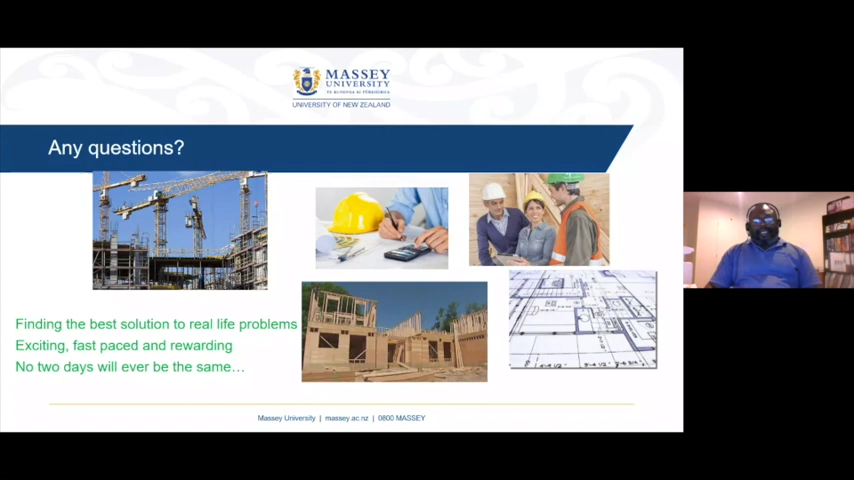 MASSEY
UNIVERSITY
TE KUNENGA KI PŪREHUROA
UNIVERSITY OF NEW ZEALAND
Any questions?
Finding the best solution to real life problems
Exciting, fast paced and rewarding
No two days will ever be the same…
Massey University | massey.ac.nz | 0800 MASSEY